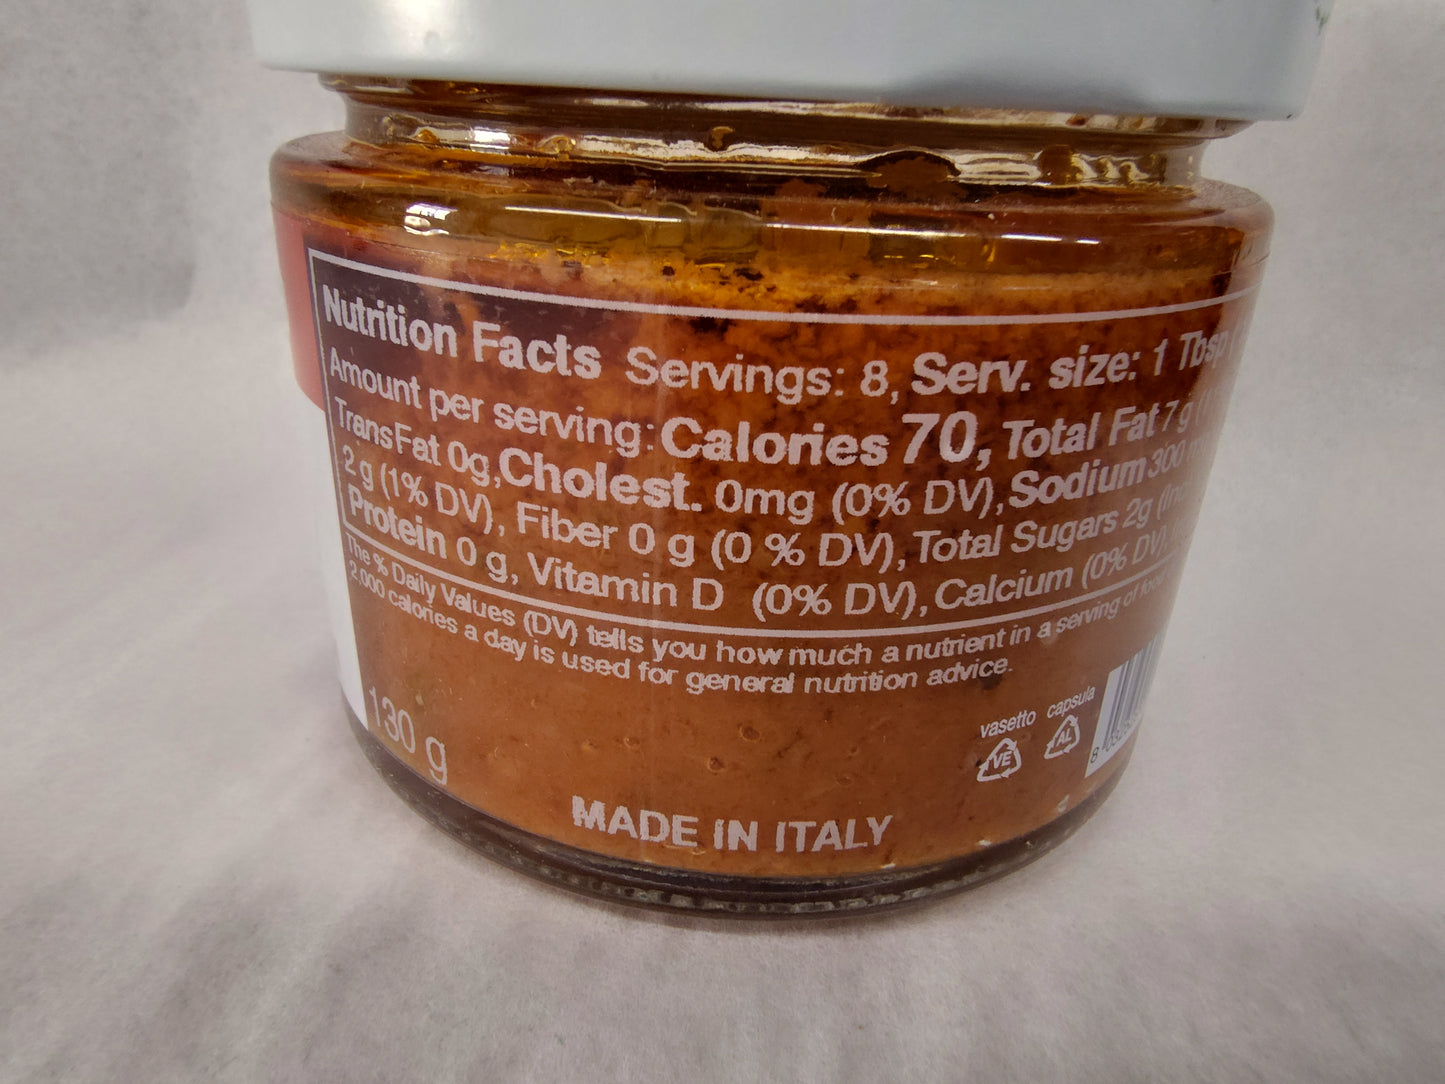 Nutrition Facts Servings: 8, Serv. size: 1 Tbsp (
Amount per serving: Calories 70, Total Fat 7 g (
TransFat 0g, Cholest. 0mg (0% DV), Sodium 300 m
2 g (1% DV), Fiber 0 g (0 % DV), Total Sugars 2g (In
Protein 0 g, Vitamin D (0% DV), Calcium (0% DV),
The % Daily Values (DV) tells you how much a nutrient in a serving of food
2,000 calories a day is used for general nutrition advice.
130 g
vasetto capsula
VE AL
MADE IN ITALY